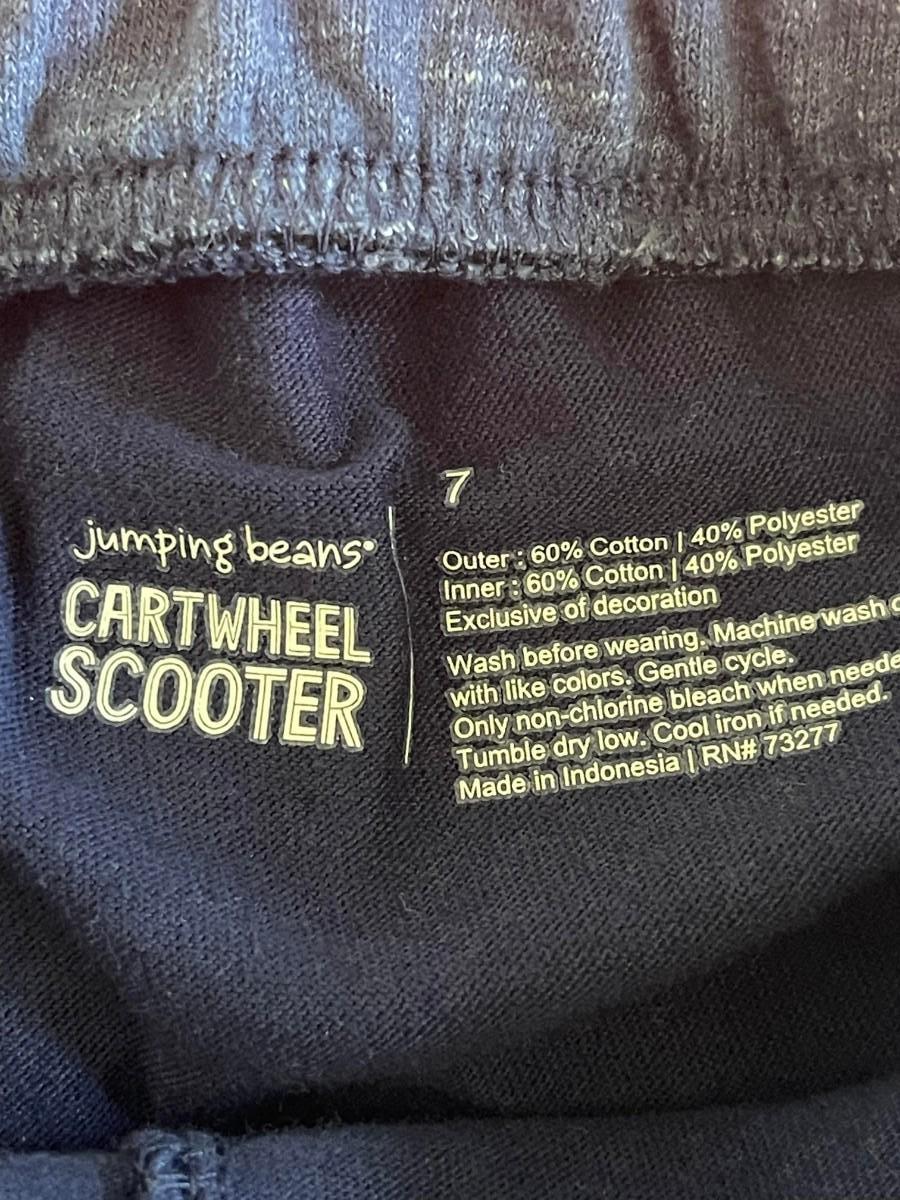 jumping beans®
CARTWHEEL
SCOOTER
7
Outer : 60% Cotton | 40% Polyester
Inner : 60% Cotton | 40% Polyester
Exclusive of decoration
Wash before wearing. Machine wash
with like colors. Gentle cycle.
Only non-chlorine bleach when neede
Tumble dry low. Cool iron if needed.
Made in Indonesia | RN# 73277